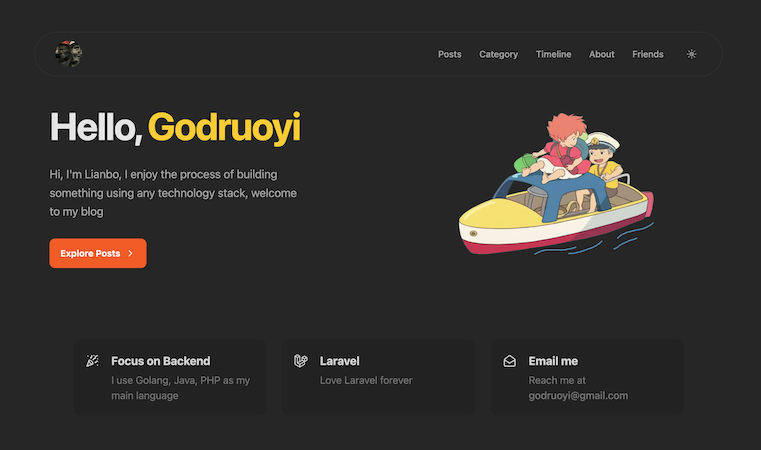 Posts Category Timeline About Friends
Hello, Godruoyi
Hi, I'm Lianbo, I enjoy the process of building
something using any technology stack, welcome
to my blog
Explore Posts
Focus on Backend
I use Golang, Java, PHP as my
main language
Laravel
Love Laravel forever
Email me
Reach me at
godruoyi@gmail.com